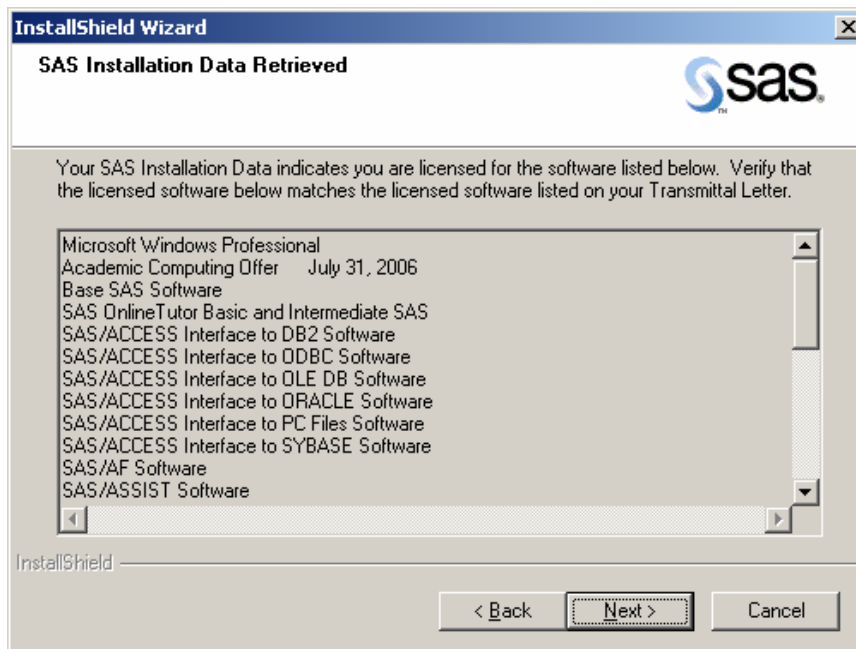 InstallShield Wizard
SAS Installation Data Retrieved
sas.
TM
Your SAS Installation Data indicates you are licensed for the software listed below. Verify that
the licensed software below matches the licensed software listed on your Transmittal Letter.
Microsoft Windows Professional
Academic Computing Offer July 31, 2006
Base SAS Software
SAS OnlineTutor Basic and Intermediate SAS
SAS/ACCESS Interface to DB2 Software
SAS/ACCESS Interface to ODBC Software
SAS/ACCESS Interface to OLE DB Software
SAS/ACCESS Interface to ORACLE Software
SAS/ACCESS Interface to PC Files Software
SAS/ACCESS Interface to SYBASE Software
SAS/AF Software
SAS/ASSIST Software
InstallShield
< Back Next > Cancel